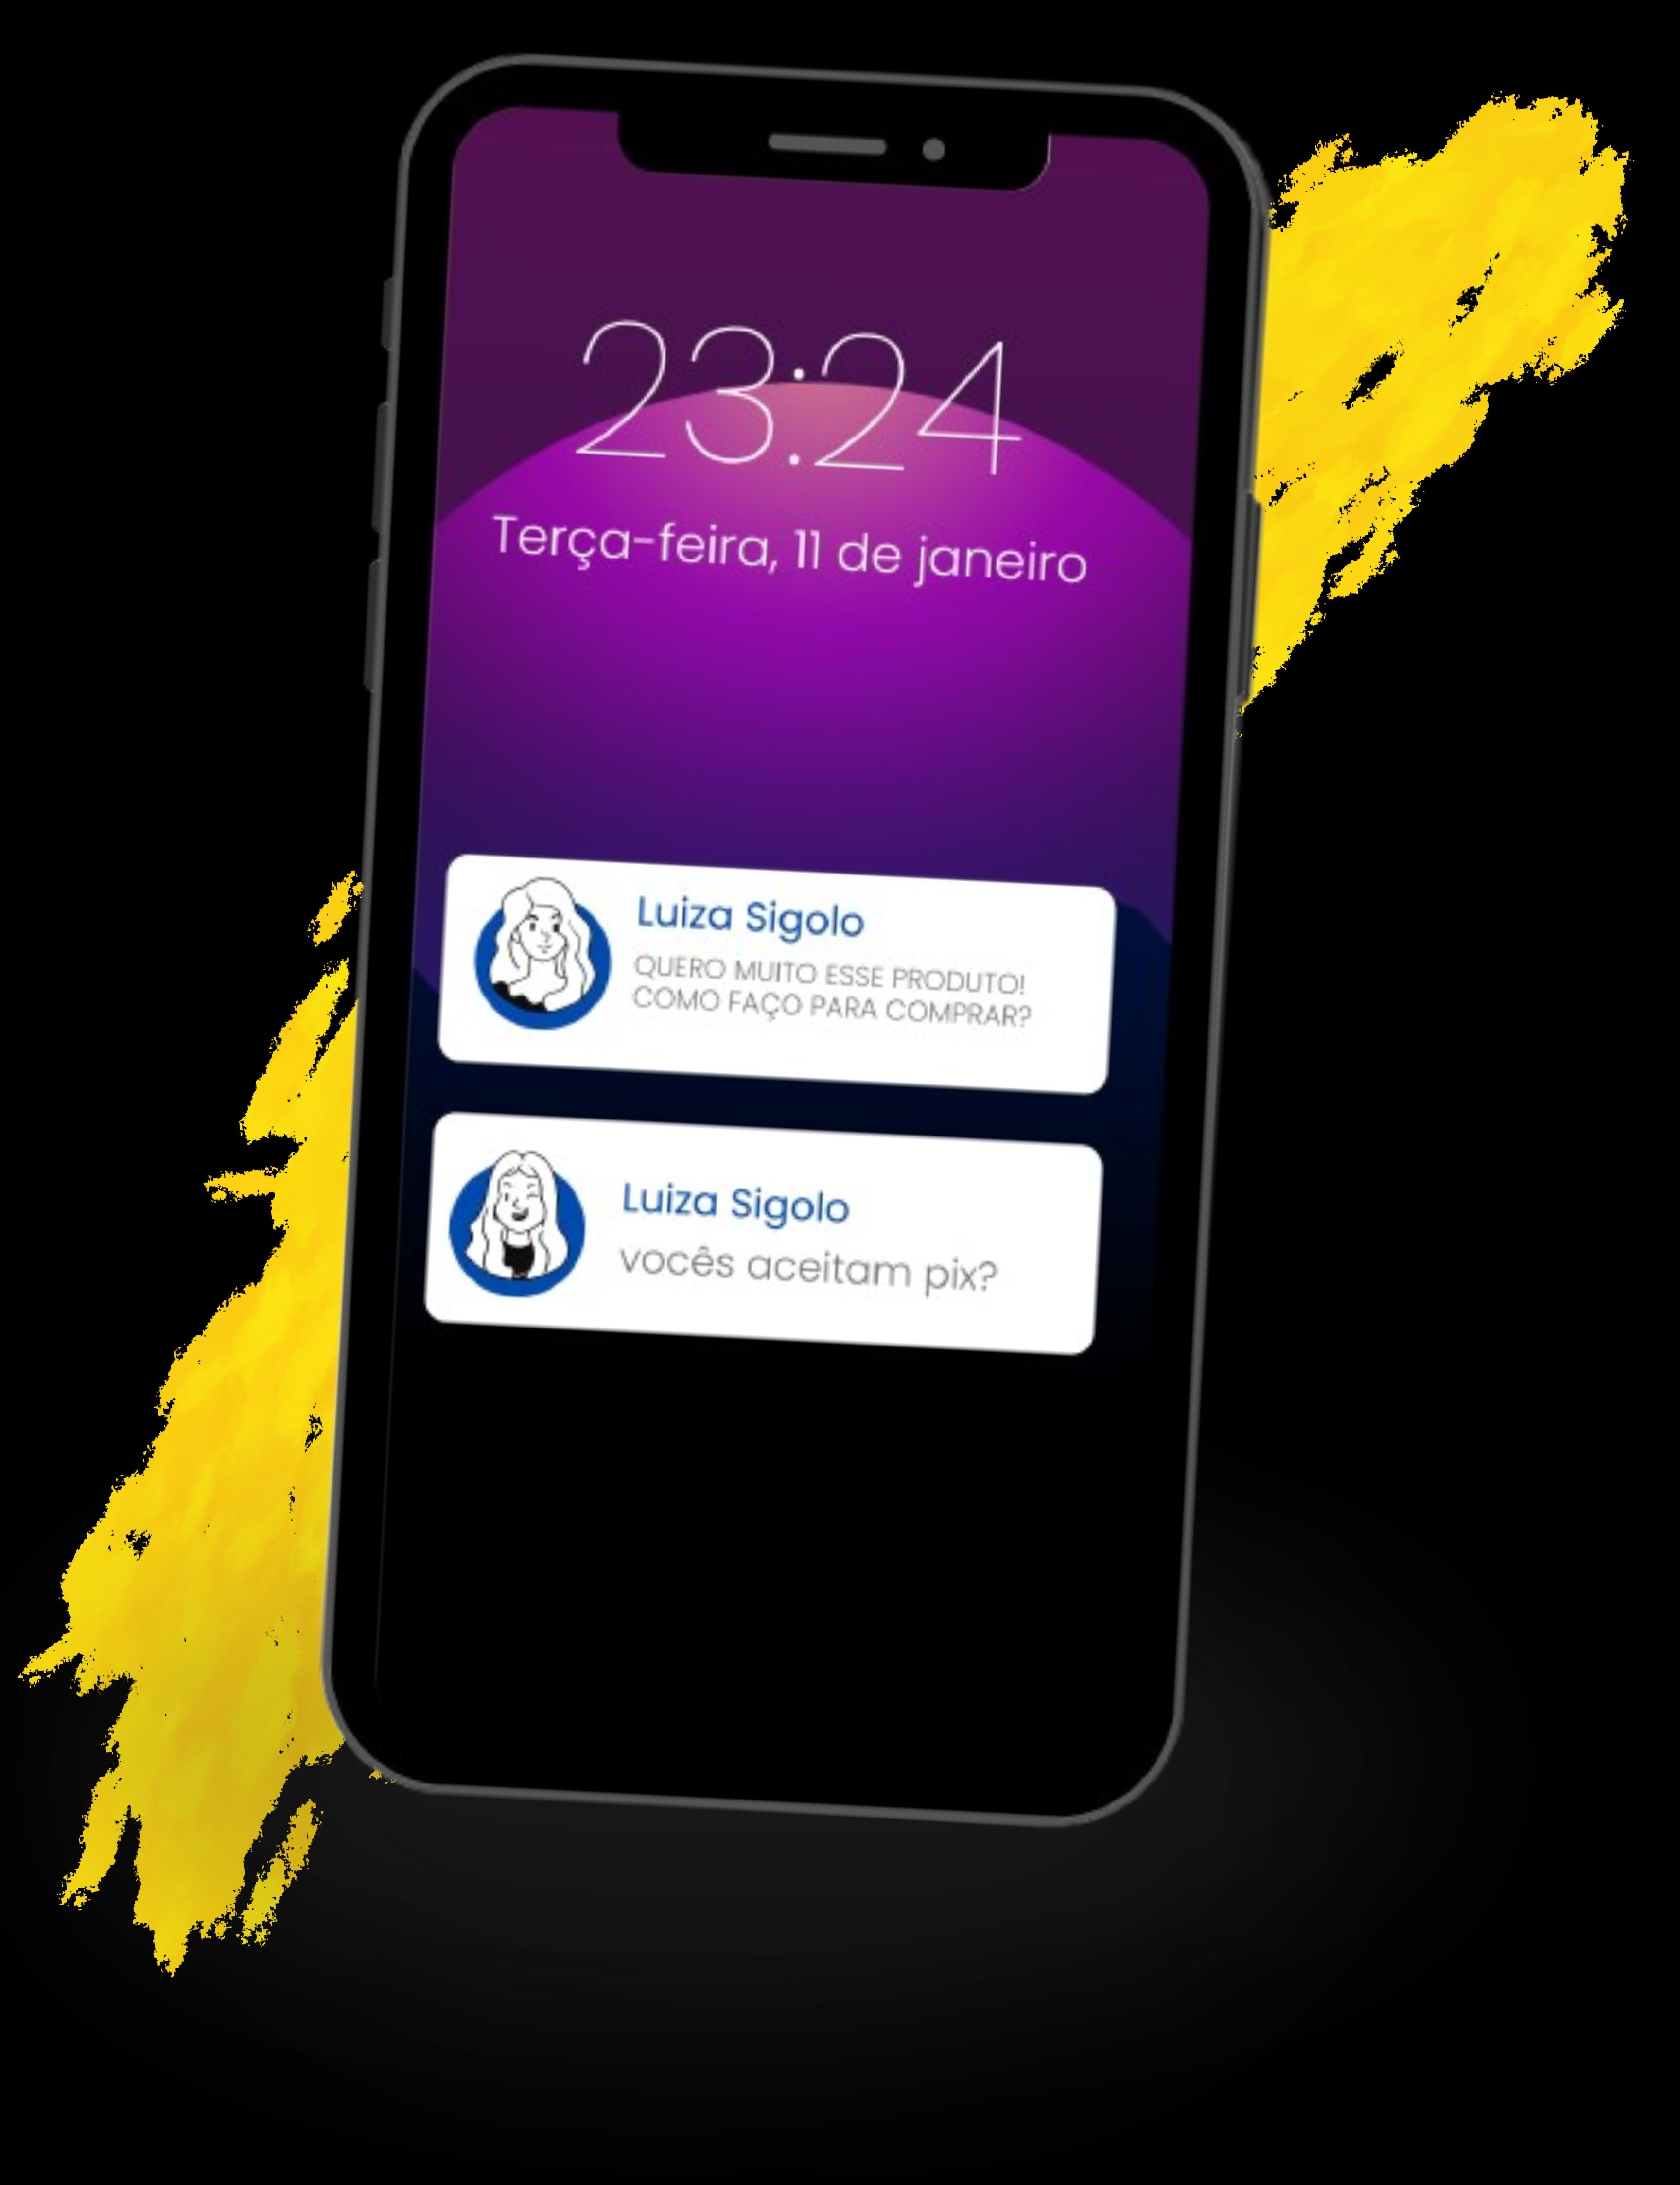 23:24
Terça-feira, 11 de janeiro
Luiza Sigolo
QUERO MUITO ESSE PRODUTO!
COMO FAÇO PARA COMPRAR?
Luiza Sigolo
vocês aceitam pix?